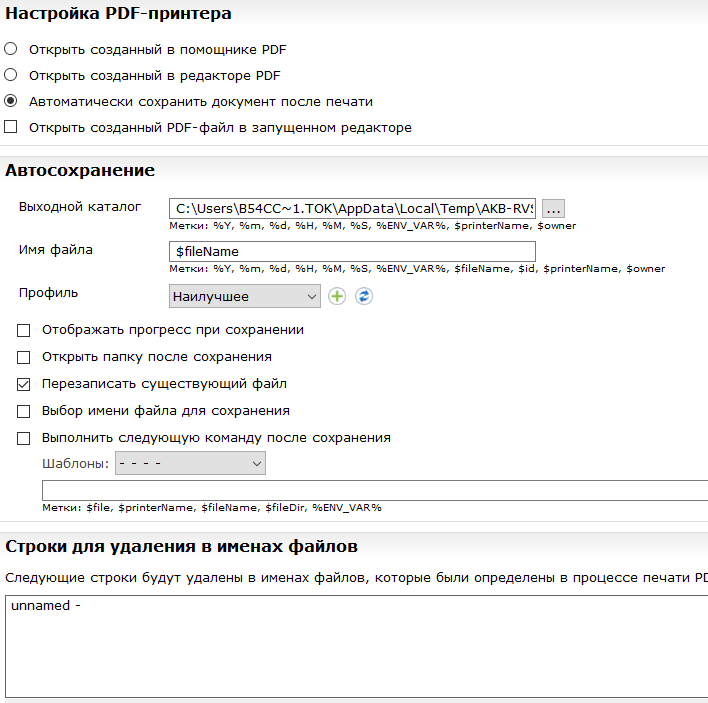 Настройка PDF-принтера
Открыть созданный в помощнике PDF
Открыть созданный в редакторе PDF
Автоматически сохранить документ после печати
Открыть созданный PDF-файл в запущенном редакторе
Автосохранение
Выходной каталог C:\Users\B54CC~1.TOK\AppData\Local\Temp\AKB-RVS ...
Метки: %Y, %m, %d, %H, %M, %S, %ENV_VAR%, $printerName, $owner
Имя файла $fileName
Метки: %Y, %m, %d, %H, %M, %S, %ENV_VAR%, $fileName, $id, $printerName, $owner
Профиль Наилучшее
Отображать прогресс при сохранении
Открыть папку после сохранения
Перезаписать существующий файл
Выбор имени файла для сохранения
Выполнить следующую команду после сохранения
Шаблоны: - - - -
Метки: $file, $printerName, $fileName, $fileDir, %ENV_VAR%
Строки для удаления в именах файлов
Следующие строки будут удалены в именах файлов, которые были определены в процессе печати PD
unnamed -